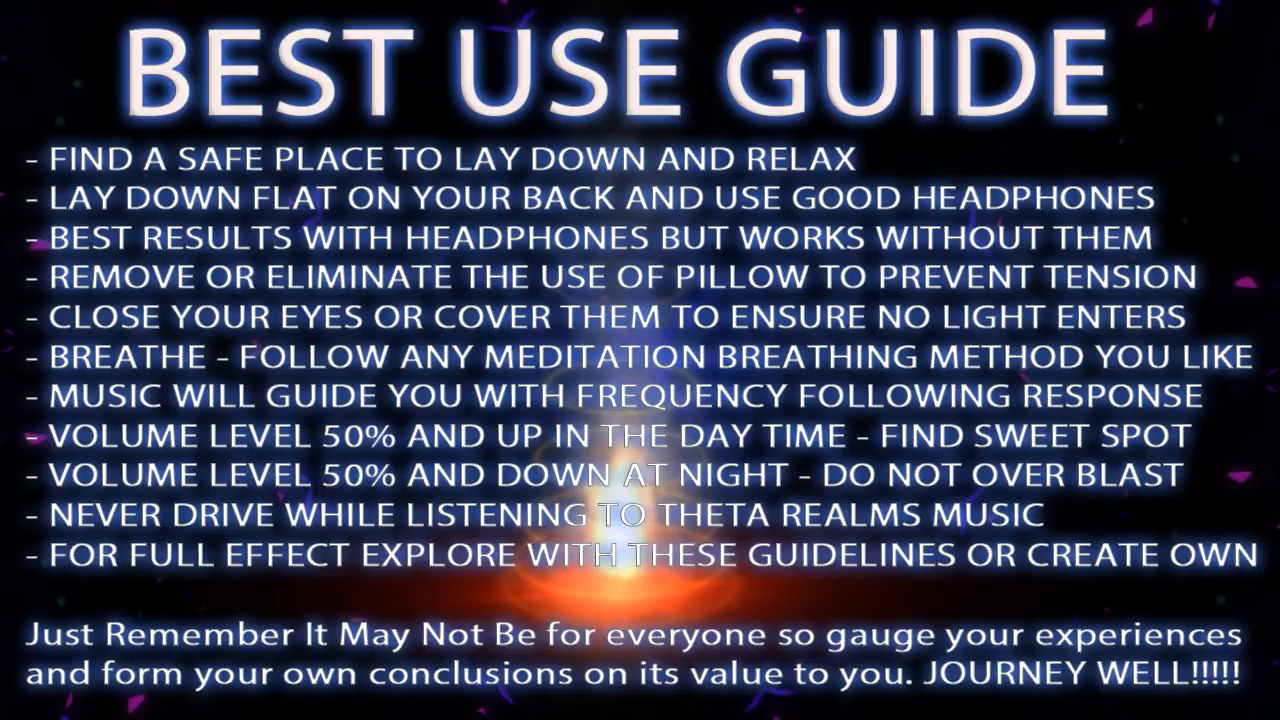 BEST USE GUIDE
- FIND A SAFE PLACE TO LAY DOWN AND RELAX
- LAY DOWN FLAT ON YOUR BACK AND USE GOOD HEADPHONES
- BEST RESULTS WITH HEADPHONES BUT WORKS WITHOUT THEM
- REMOVE OR ELIMINATE THE USE OF PILLOW TO PREVENT TENSION
- CLOSE YOUR EYES OR COVER THEM TO ENSURE NO LIGHT ENTERS
- BREATHE - FOLLOW ANY MEDITATION BREATHING METHOD YOU LIKE
- MUSIC WILL GUIDE YOU WITH FREQUENCY FOLLOWING RESPONSE
- VOLUME LEVEL 50% AND UP IN THE DAY TIME - FIND SWEET SPOT
- VOLUME LEVEL 50% AND DOWN AT NIGHT - DO NOT OVER BLAST
- NEVER DRIVE WHILE LISTENING TO THETA REALMS MUSIC
- FOR FULL EFFECT EXPLORE WITH THESE GUIDELINES OR CREATE OWN
Just Remember It May Not Be for everyone so gauge your experiences
and form your own conclusions on its value to you. JOURNEY WELL!!!!!